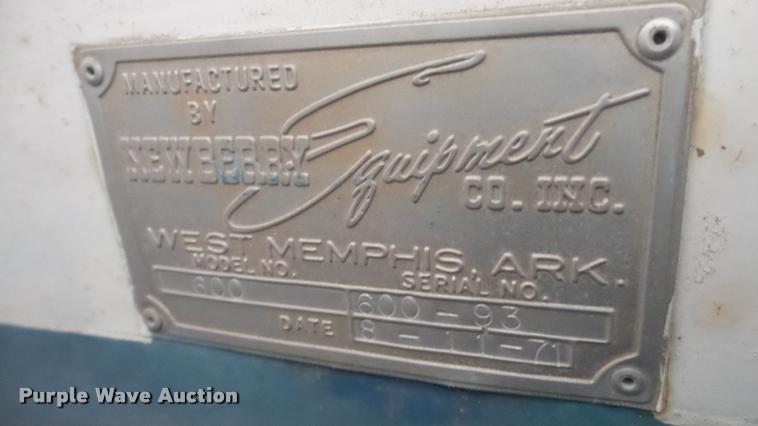 MANUFACTURED
BY
NEWBERRY Equipment
CO. INC.
WEST MEMPHIS, ARK.
MODEL NO. SERIAL NO.
600 600-93
DATE 8-11-71
Purple Wave Auction